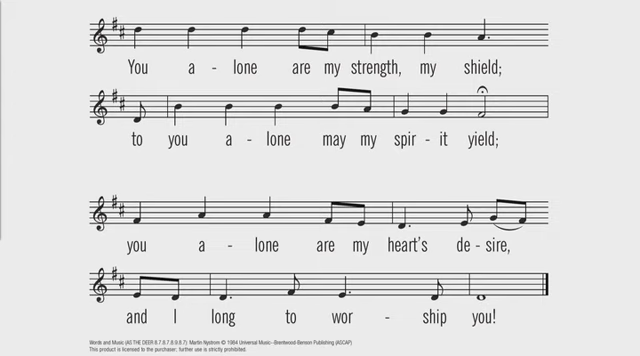 You a - lone are my strength, my shield;
to you a - lone may my spir - it yield;
you a - lone are my heart's de - sire,
and I long to wor - ship you!
Words and Music (AS THE DEER 8.7.8.7.8.9.8.7): Martin Nystrom © 1984 Universal Music--Brentwood-Benson Publishing (ASCAP)
This product is licensed to the purchaser; further use is strictly prohibited.